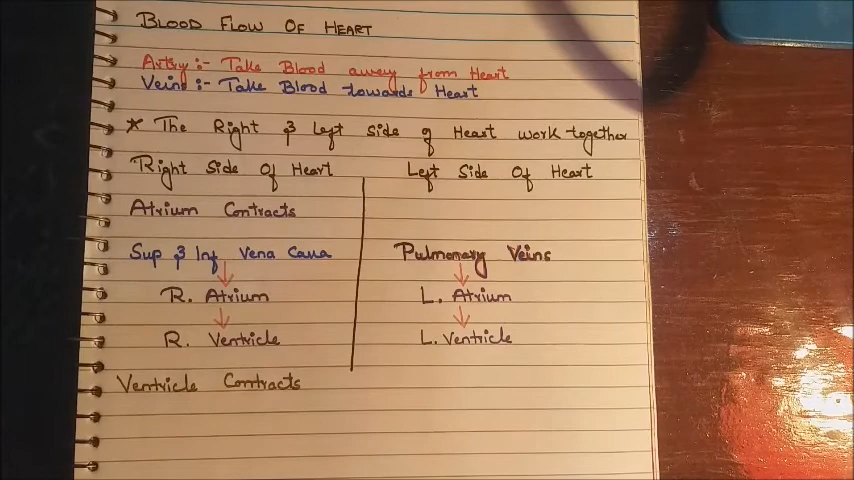 BLOOD FLOW OF HEART
Artry :- Take Blood away from Heart
Veins :- Take Blood towards Heart
* The Right & Left Side of Heart work together
Right Side Of Heart
Left Side Of Heart
Atrium Contracts
Sup & Inf Vena Cava
↓
R. Atrium
↓
R. Ventricle
Pulmonary Veins
↓
L. Atrium
↓
L. Ventricle
Ventricle Contracts